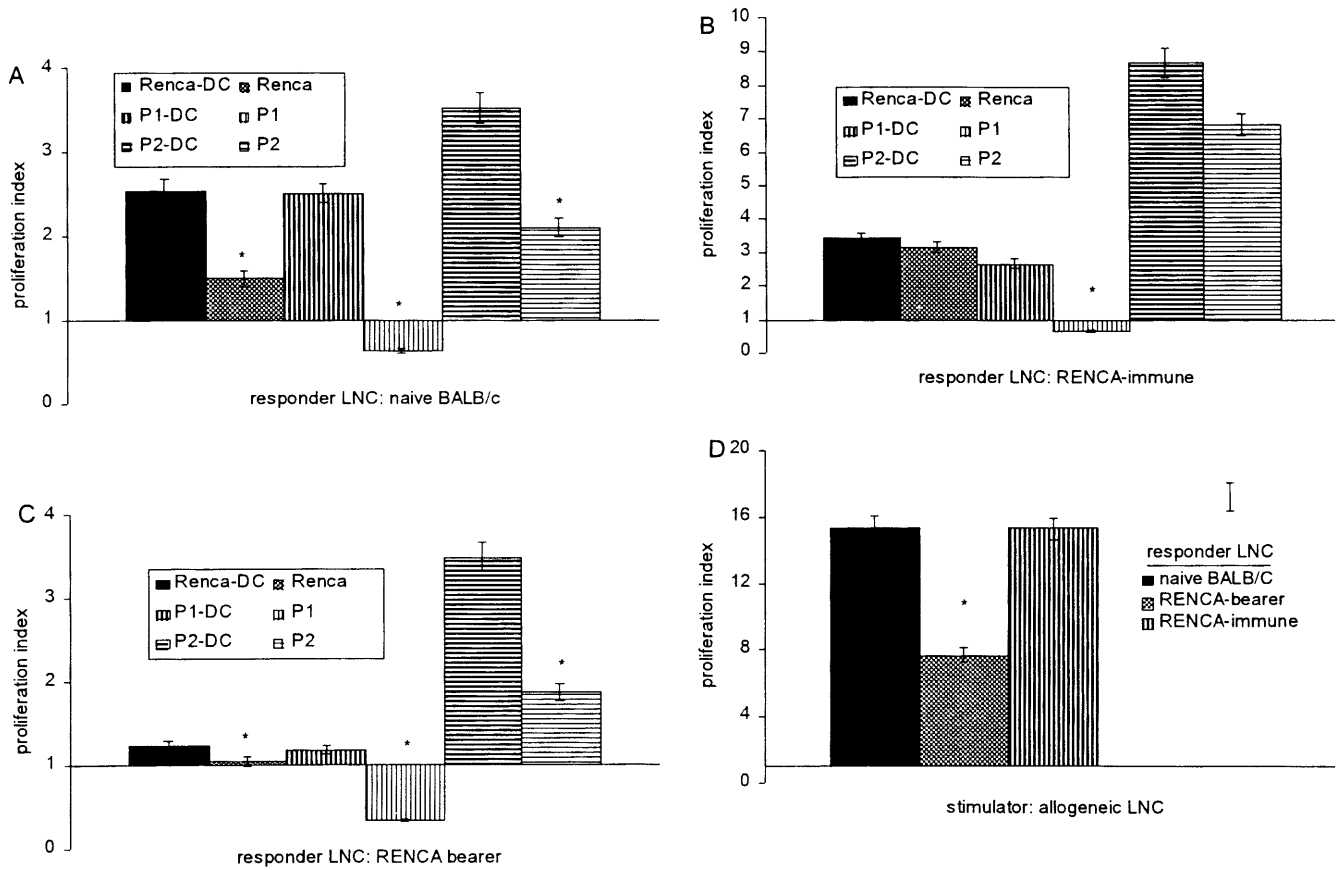 A
4
3
2
1
0
proliferation index
Renca-DC Renca
P1-DC P1
P2-DC P2
*
*
*
responder LNC: naive BALB/c
B
10
9
8
7
6
5
4
3
2
1
0
proliferation index
Renca-DC Renca
P1-DC P1
P2-DC P2
*
responder LNC: RENCA-immune
C
4
3
2
1
0
proliferation index
Renca-DC Renca
P1-DC P1
P2-DC P2
*
*
*
responder LNC: RENCA bearer
D
20
16
12
8
4
0
proliferation index
*
responder LNC
naive BALB/C
RENCA-bearer
RENCA-immune
stimulator: allogeneic LNC